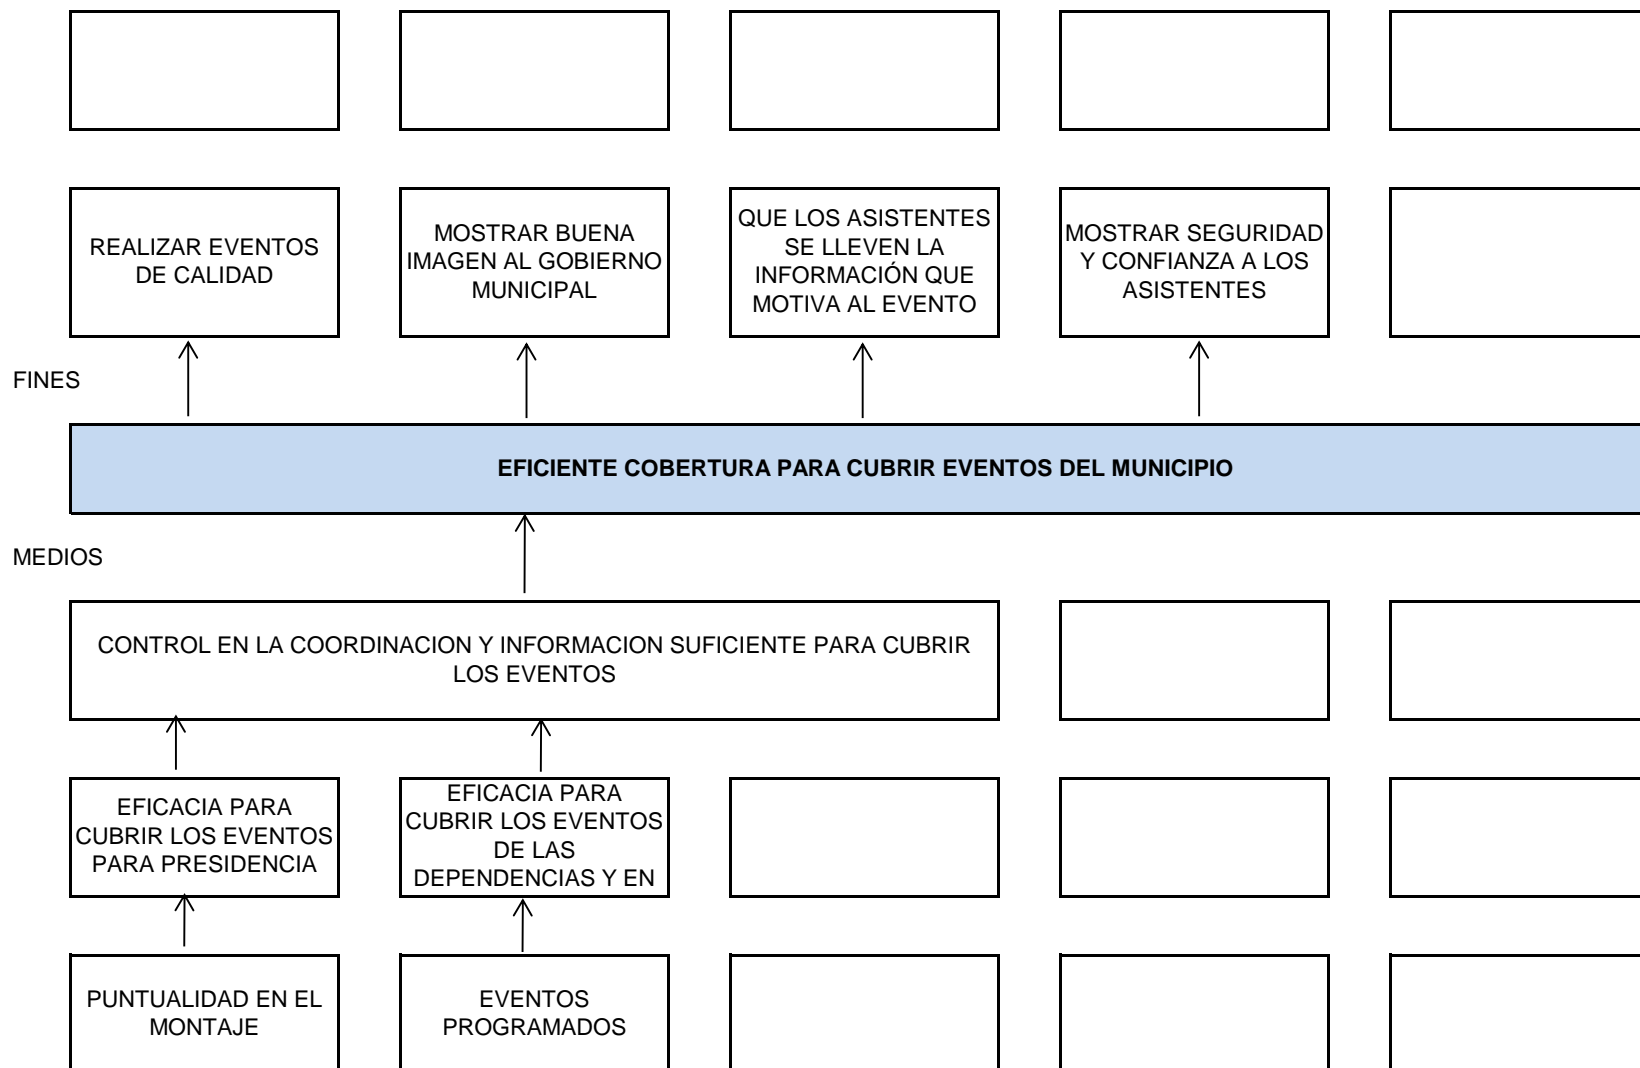 REALIZAR EVENTOS
DE CALIDAD
MOSTRAR BUENA
IMAGEN AL GOBIERNO
MUNICIPAL
QUE LOS ASISTENTES
SE LLEVEN LA
INFORMACIÓN QUE
MOTIVA AL EVENTO
MOSTRAR SEGURIDAD
Y CONFIANZA A LOS
ASISTENTES
FINES
EFICIENTE COBERTURA PARA CUBRIR EVENTOS DEL MUNICIPIO
MEDIOS
CONTROL EN LA COORDINACION Y INFORMACION SUFICIENTE PARA CUBRIR
LOS EVENTOS
EFICACIA PARA
CUBRIR LOS EVENTOS
PARA PRESIDENCIA
EFICACIA PARA
CUBRIR LOS EVENTOS
DE LAS
DEPENDENCIAS Y EN
PUNTUALIDAD EN EL
MONTAJE
EVENTOS
PROGRAMADOS